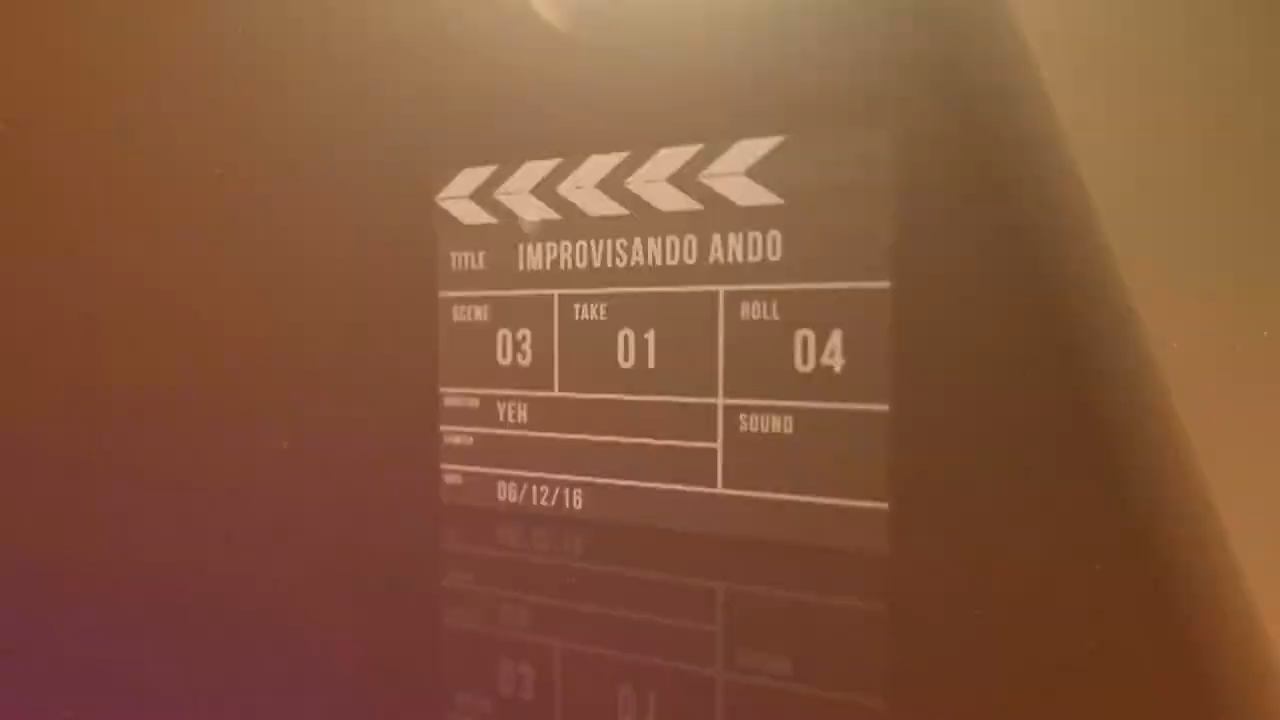 TITLE IMPROVISANDO ANDO
SCENE TAKE ROLL
03 01 04
YEH
SOUND
06/12/16